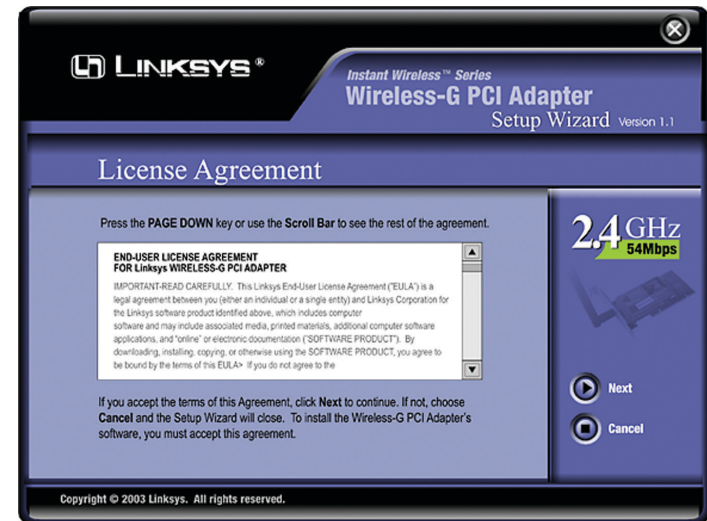 LINKSYS®
Instant Wireless™ Series
Wireless-G PCI Adapter
Setup Wizard Version 1.1
License Agreement
Press the PAGE DOWN key or use the Scroll Bar to see the rest of the agreement.
END-USER LICENSE AGREEMENT
FOR Linksys WIRELESS-G PCI ADAPTER
IMPORTANT-READ CAREFULLY. This Linksys End-User License Agreement ("EULA") is a
legal agreement between you (either an individual or a single entity) and Linksys Corporation for
the Linksys software product identified above, which includes computer
software and may include associated media, printed materials, additional computer software
applications, and "online" or electronic documentation ("SOFTWARE PRODUCT"). By
downloading, installing, copying, or otherwise using the SOFTWARE PRODUCT, you agree to
be bound by the terms of this EULA> If you do not agree to the
If you accept the terms of this Agreement, click Next to continue. If not, choose
Cancel and the Setup Wizard will close. To install the Wireless-G PCI Adapter's
software, you must accept this agreement.
2.4 GHz
54Mbps
Next
Cancel
Copyright © 2003 Linksys. All rights reserved.